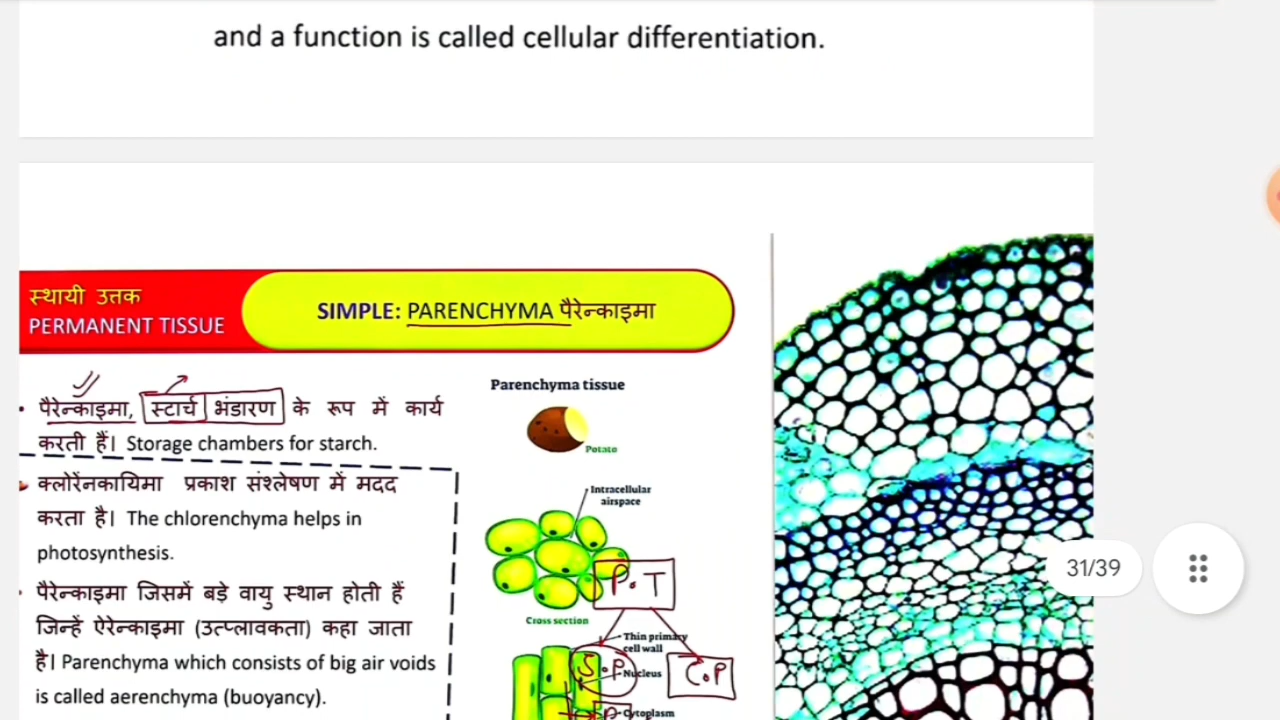 and a function is called cellular differentiation.
स्थायी उत्तक
PERMANENT TISSUE
SIMPLE: PARENCHYMA पैरेन्काइमा
• पैरेन्काइमा, स्टार्च भंडारण के रूप में कार्य
करती हैं। Storage chambers for starch.
क्लोरेंनकायिमा प्रकाश संश्लेषण में मदद
करता है। The chlorenchyma helps in
photosynthesis.
• पैरेन्काइमा जिसमें बड़े वायु स्थान होती हैं
जिन्हें ऐरेन्काइमा (उत्प्लावकता) कहा जाता
है। Parenchyma which consists of big air voids
is called aerenchyma (buoyancy).
Parenchyma tissue
Potato
Intracellular
airspace
P.T
Cross section
Thin primary
cell wall
S.P
Nucleus
C.P
Cytoplasm
31/39